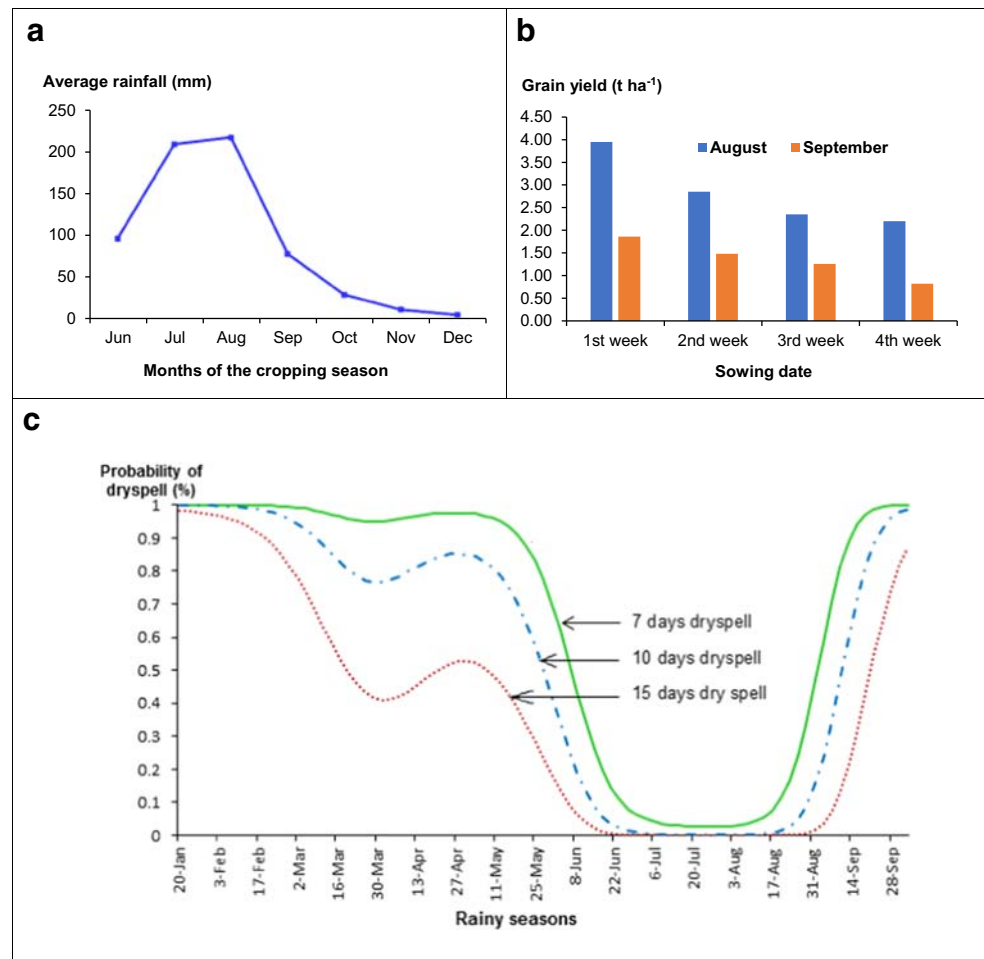 a
Average rainfall (mm)
250
200
150
100
50
0
Jun Jul Aug Sep Oct Nov Dec
Months of the cropping season
b
Grain yield (t ha-1)
4.50
4.00
3.50
3.00
2.50
2.00
1.50
1.00
0.50
0.00
August September
1st week 2nd week 3rd week 4th week
Sowing date
c
Probability of
dryspell (%)
1
0.9
0.8
0.7
0.6
0.5
0.4
0.3
0.2
0.1
0
7 days dryspell
10 days dryspell
15 days dry spell
20-Jan 3-Feb 17-Feb 2-Mar 16-Mar 30-Mar 13-Apr 27-Apr 11-May 25-May 8-Jun 22-Jun 6-Jul 20-Jul 3-Aug 17-Aug 31-Aug 14-Sep 28-Sep
Rainy seasons